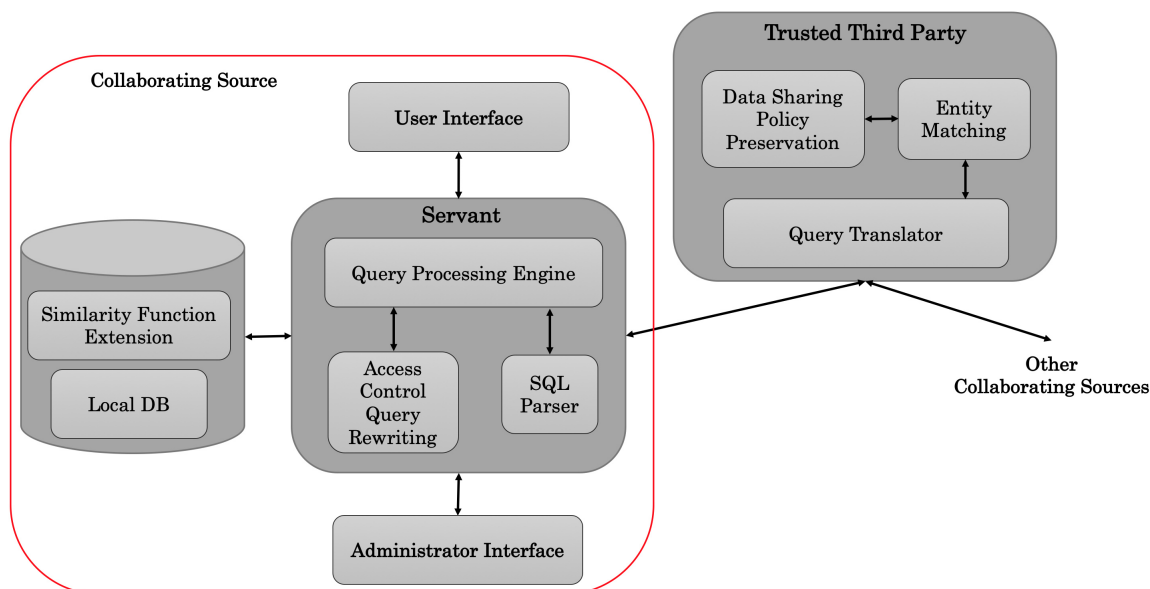 Collaborating Source
User Interface
Servant
Query Processing Engine
Similarity Function
Extension
Local DB
Access
Control
Query
Rewriting
SQL
Parser
Administrator Interface
Trusted Third Party
Data Sharing
Policy
Preservation
Entity
Matching
Query Translator
Other
Collaborating Sources